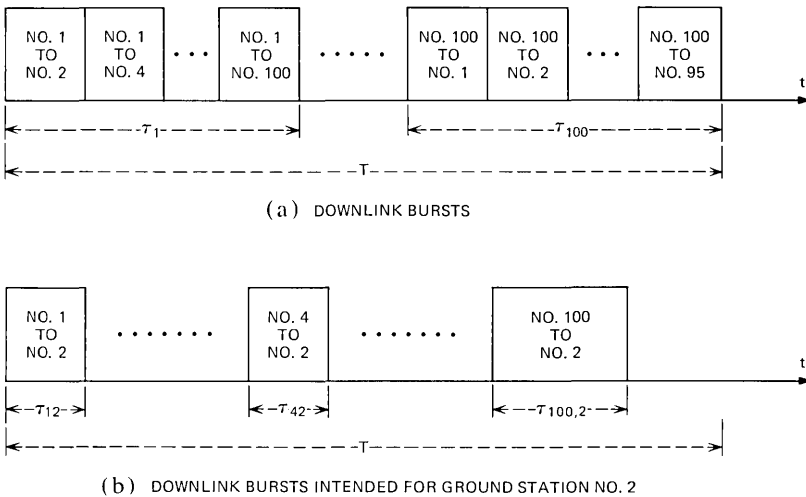 NO. 1 TO NO. 2
NO. 1 TO NO. 4
NO. 1 TO NO. 100
NO. 100 TO NO. 1
NO. 100 TO NO. 2
NO. 100 TO NO. 95
t
τ1
τ100
T
(a) DOWNLINK BURSTS
NO. 1 TO NO. 2
NO. 4 TO NO. 2
NO. 100 TO NO. 2
t
τ12
τ42
τ100,2
T
(b) DOWNLINK BURSTS INTENDED FOR GROUND STATION NO. 2